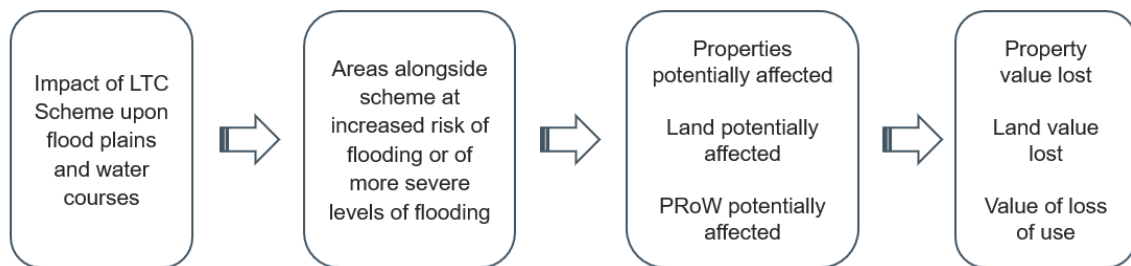 Impact of LTC
Scheme upon
flood plains
and water
courses
Areas alongside
scheme at
increased risk of
flooding or of
more severe
levels of flooding
Properties
potentially affected
Land potentially
affected
PRoW potentially
affected
Property
value lost
Land value
lost
Value of loss
of use